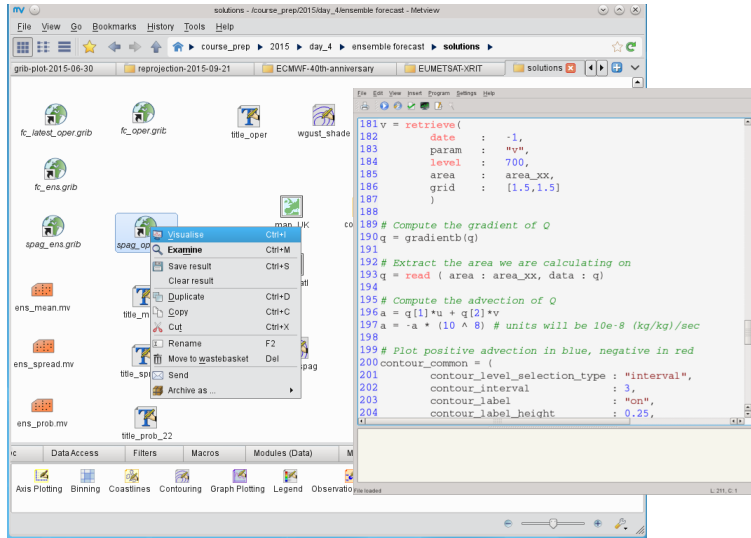 solutions - /course_prep/2015/day_4/ensemble forecast - Metview
File Edit View Go Bookmarks History Tools Help
course_prep 2015 day_4 ensemble forecast solutions
grib-plot-2015-06-30 reprojection-2015-09-21 ECMWF-40th-anniversary EUMETSAT-XRIT solutions
fc_latest_oper.grib fc_oper.grib title_oper wgust_shade
fc_ens.grib
map_UK
spag_ens.grib
ens_mean.mv
ens_spread.mv
ens_prob.mv title_prob_22
Visualise Ctrl+I
Examine Ctrl+M
Save result Ctrl+S
Clear result
Duplicate Ctrl+D
Copy Ctrl+C
Cut Ctrl+X
Rename F2
Move to wastebasket Del
Send
Archive as ...
Data Access Filters Macros Modules (Data)
Axis Plotting Binning Coastlines Contouring Graph Plotting Legend
File Edit View Insert Program Settings Help
181 v = retrieve(
182 date : -1,
183 param : "v",
184 level : 700,
185 area : area_xx,
186 grid : [1.5,1.5]
187 )
188
189 # Compute the gradient of Q
190 q = gradientb(q)
191
192 # Extract the area we are calculating on
193 q = read ( area : area_xx, data : q)
194
195 # Compute the advection of Q
196 a = q[1]*u + q[2]*v
197 a = -a * (10 ^ 8) # units will be 10e-8 (kg/kg)/sec
198
199 # Plot positive advection in blue, negative in red
200 contour_common = (
201 contour_level_selection_type : "interval",
202 contour_interval : 3,
203 contour_label : "on",
204 contour_label_height : 0.25,
File loaded L: 211, C: 1